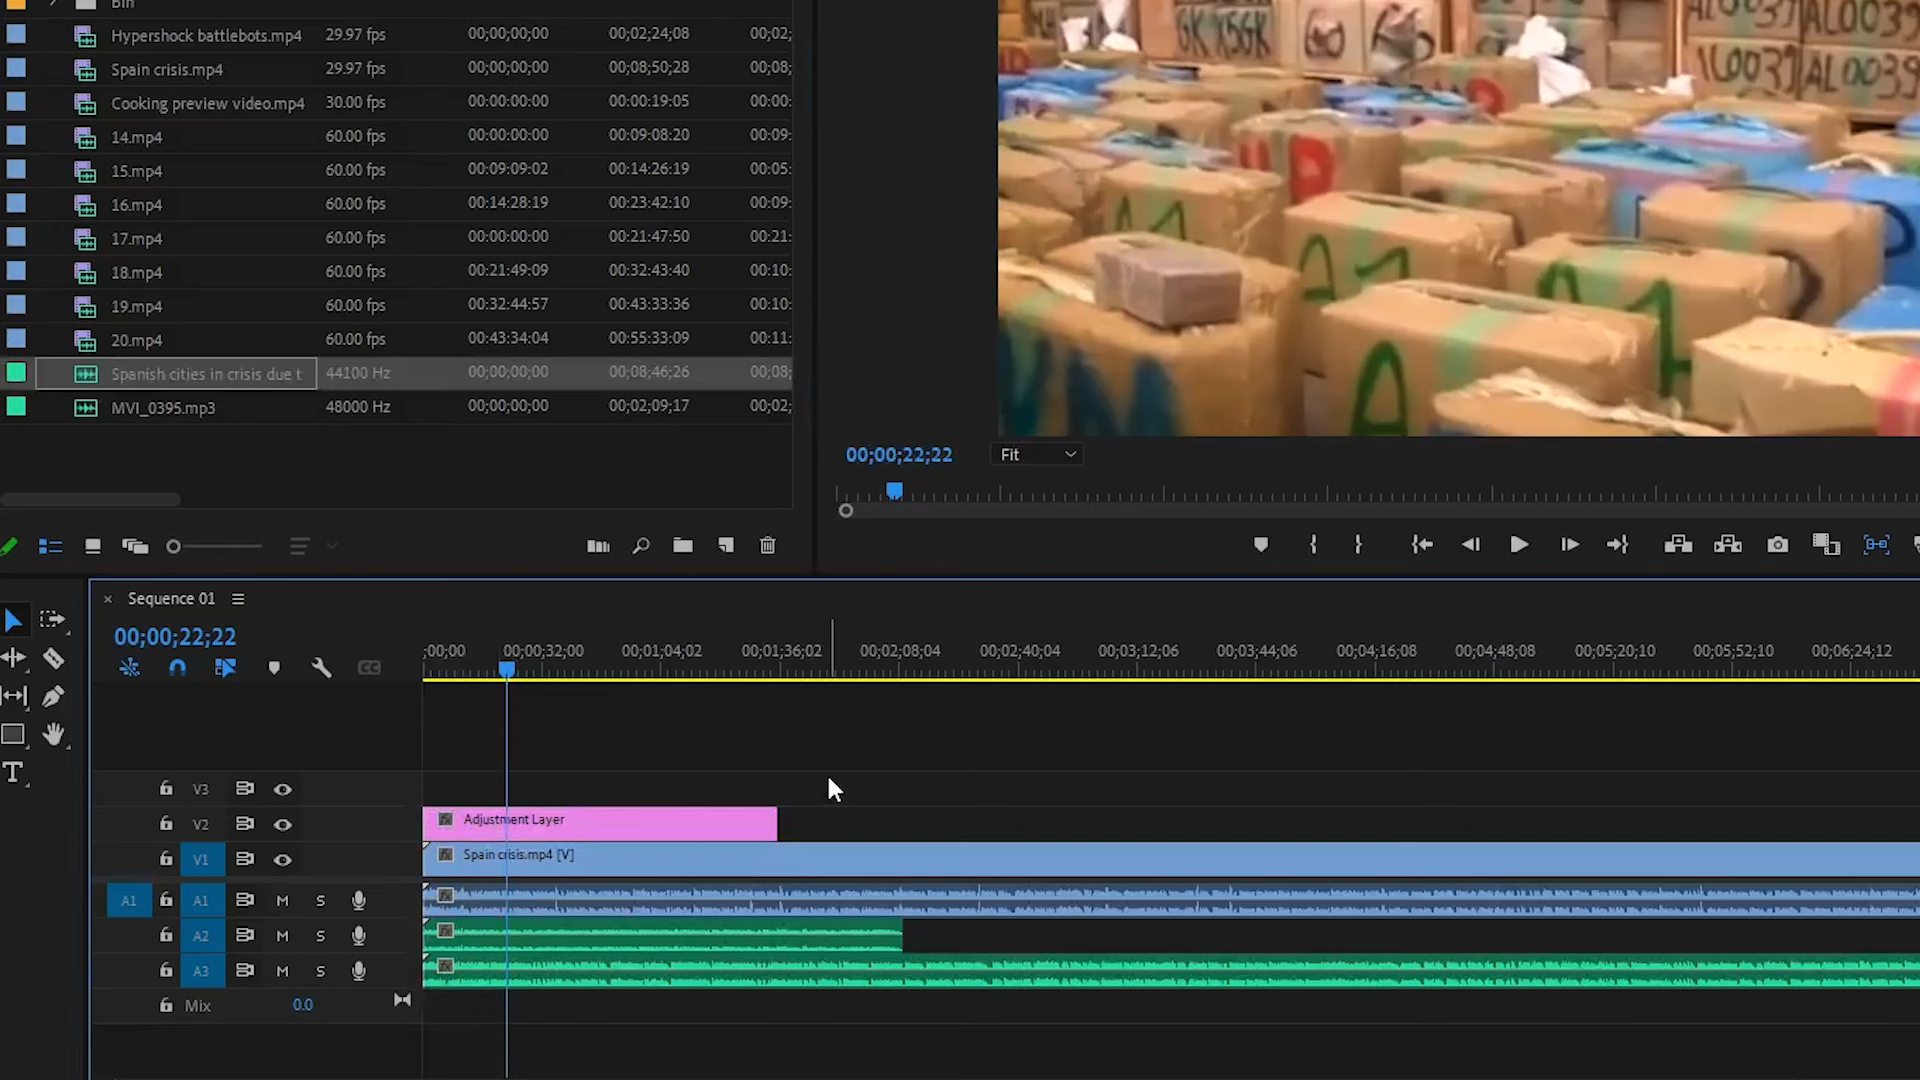 Bin
Hypershock battlebots.mp4 29.97 fps 00;00;00;00 00;02;24;08 00;02;
Spain crisis.mp4 29.97 fps 00;00;00;00 00;08;50;28 00;08;
Cooking preview video.mp4 30.00 fps 00:00:00:00 00:00:19:05 00:00:
14.mp4 60.00 fps 00:00:00:00 00:09:08:20 00:09:
15.mp4 60.00 fps 00:09:09:02 00:14:26:19 00:05:
16.mp4 60.00 fps 00:14:28:19 00:23:42:10 00:09:
17.mp4 60.00 fps 00:00:00:00 00:21:47:50 00:21:
18.mp4 60.00 fps 00:21:49:09 00:32:43:40 00:10:
19.mp4 60.00 fps 00:32:44:57 00:43:33:36 00:10:
20.mp4 60.00 fps 00:43:34:04 00:55:33:09 00:11:
Spanish cities in crisis due t 44100 Hz 00;00;00;00 00;08;46;26 00;08;
MVI_0395.mp3 48000 Hz 00;00;00;00 00;02;09;17 00;02;
GK X5GK
AL0039
AL0039
00;00;22;22 Fit
Sequence 01
00;00;22;22
;00;00 00;00;32;00 00;01;04;02 00;01;36;02 00;02;08;04 00;02;40;04 00;03;12;06 00;03;44;06 00;04;16;08 00;04;48;08 00;05;20;10 00;05;52;10 00;06;24;12
CC
V3
V2 fx Adjustment Layer
V1 fx Spain crisis.mp4 [V]
A1 A1 M S fx
A2 M S fx
A3 M S fx
Mix 0.0
T